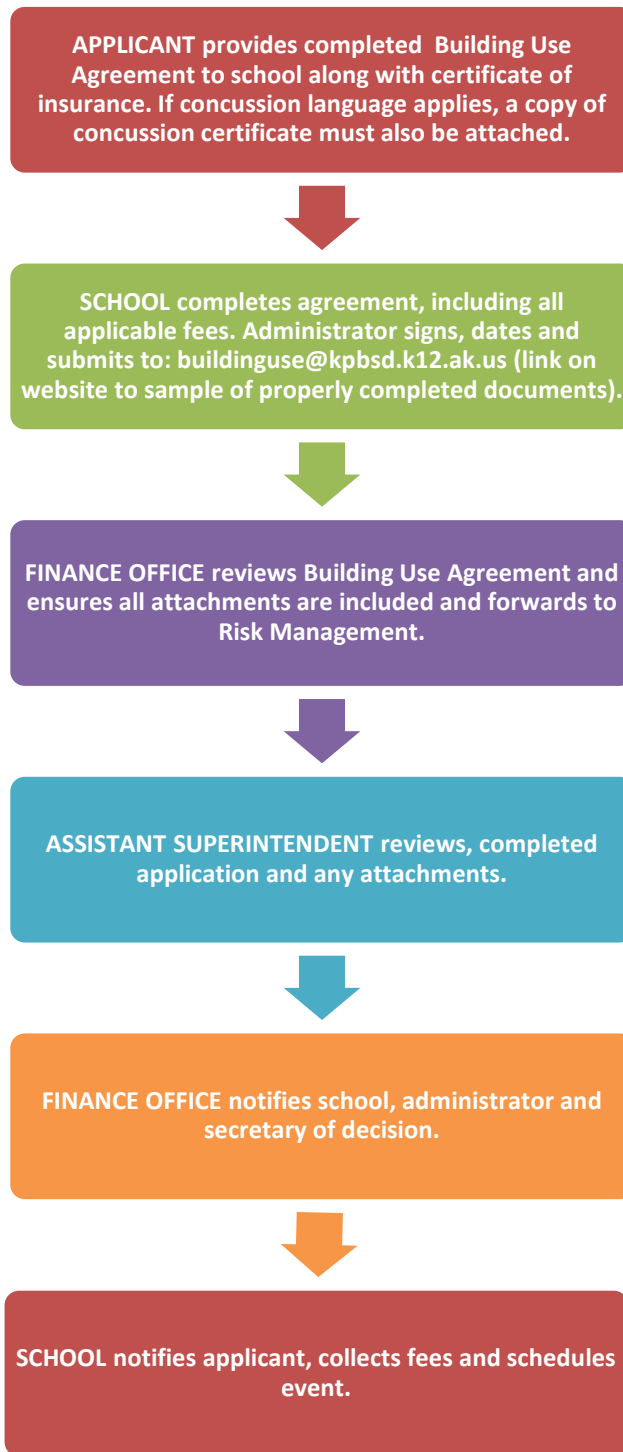 APPLICANT provides completed Building Use
Agreement to school along with certificate of
insurance. If concussion language applies, a copy of
concussion certificate must also be attached.
SCHOOL completes agreement, including all
applicable fees. Administrator signs, dates and
submits to: buildinguse@kpbsd.k12.ak.us (link on
website to sample of properly completed documents).
FINANCE OFFICE reviews Building Use Agreement and
ensures all attachments are included and forwards to
Risk Management.
ASSISTANT SUPERINTENDENT reviews, completed
application and any attachments.
FINANCE OFFICE notifies school, administrator and
secretary of decision.
SCHOOL notifies applicant, collects fees and schedules
event.